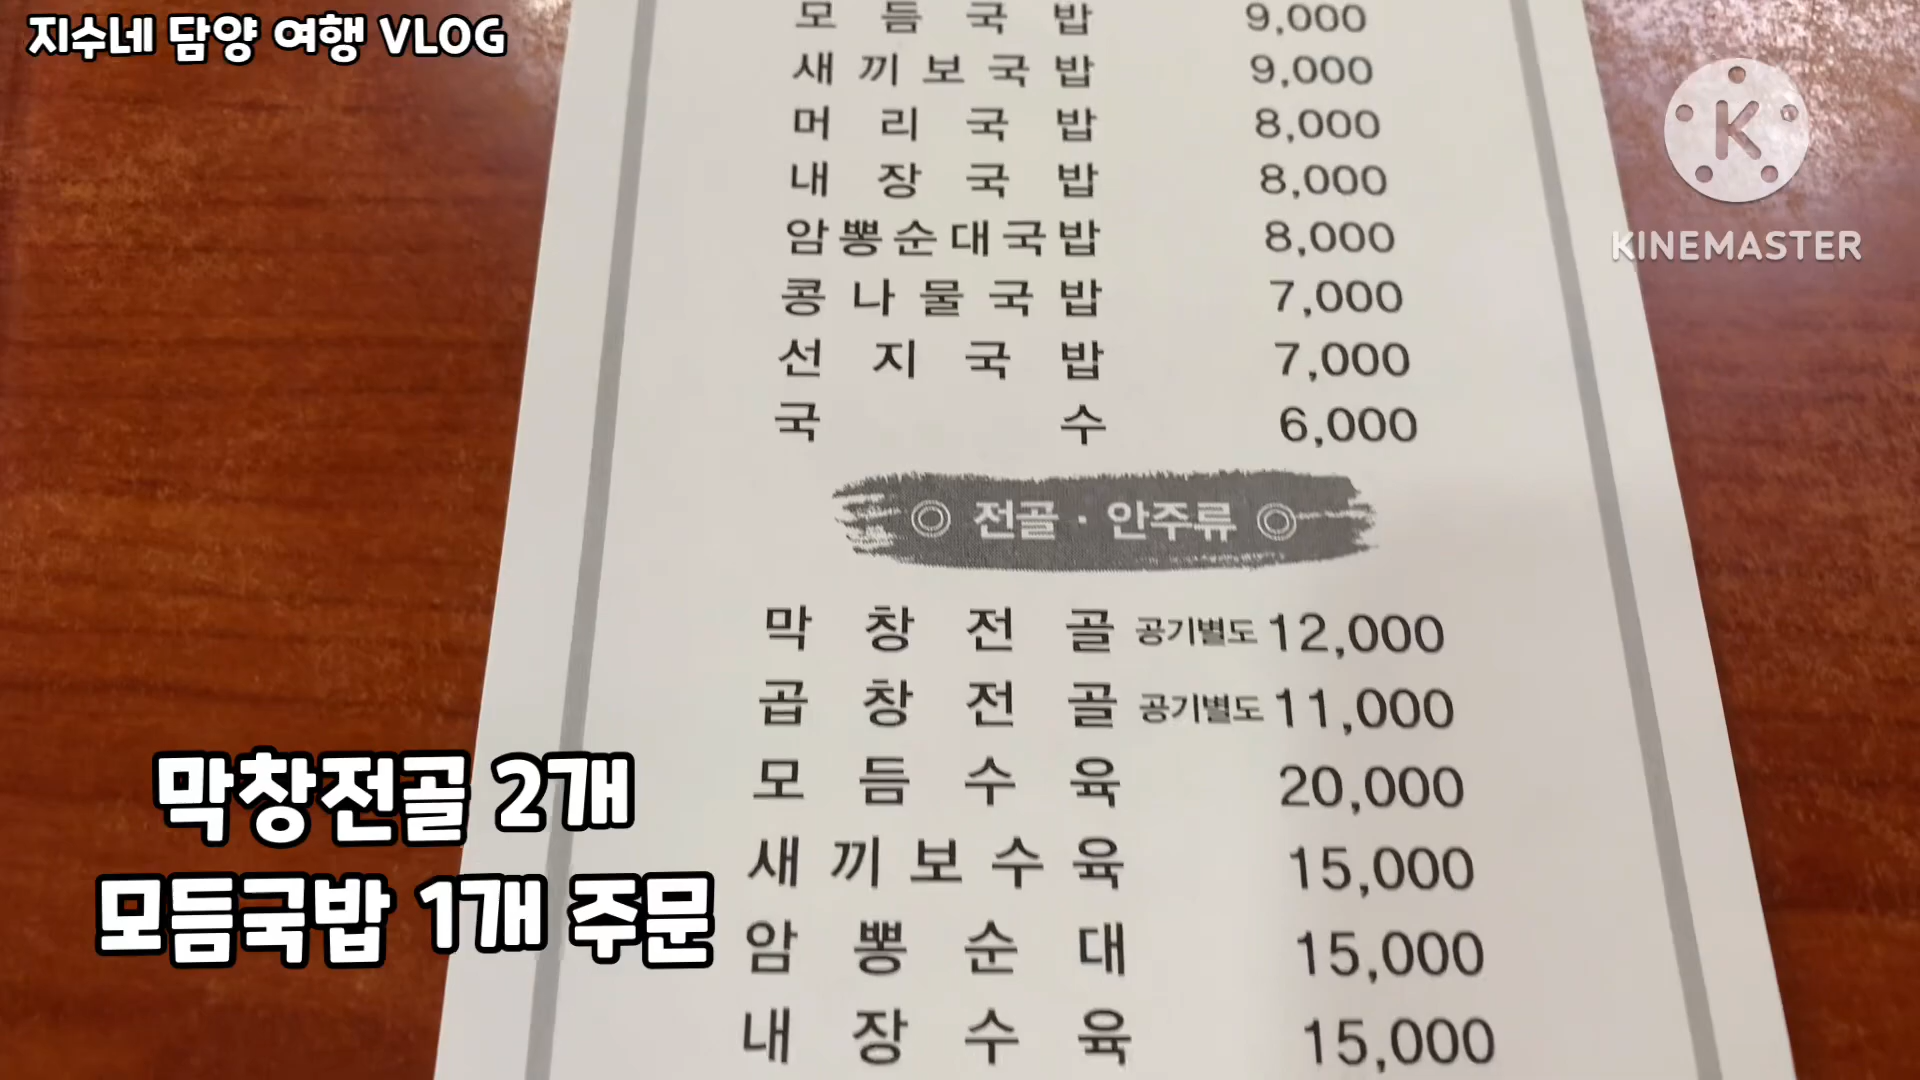 지수네 담양 여행 VLOG
모듬국밥 9,000
새끼보국밥 9,000
머리국밥 8,000
내장국밥 8,000
암뽕순대국밥 8,000
콩나물국밥 7,000
선지국밥 7,000
국수 6,000
◎ 전골 · 안주류 ◎
막창전골 공기별도 12,000
곱창전골 공기별도 11,000
모듬수육 20,000
새끼보수육 15,000
암뽕순대 15,000
내장수육 15,000
막창전골 2개
모듬국밥 1개 주문
K
KINEMASTER